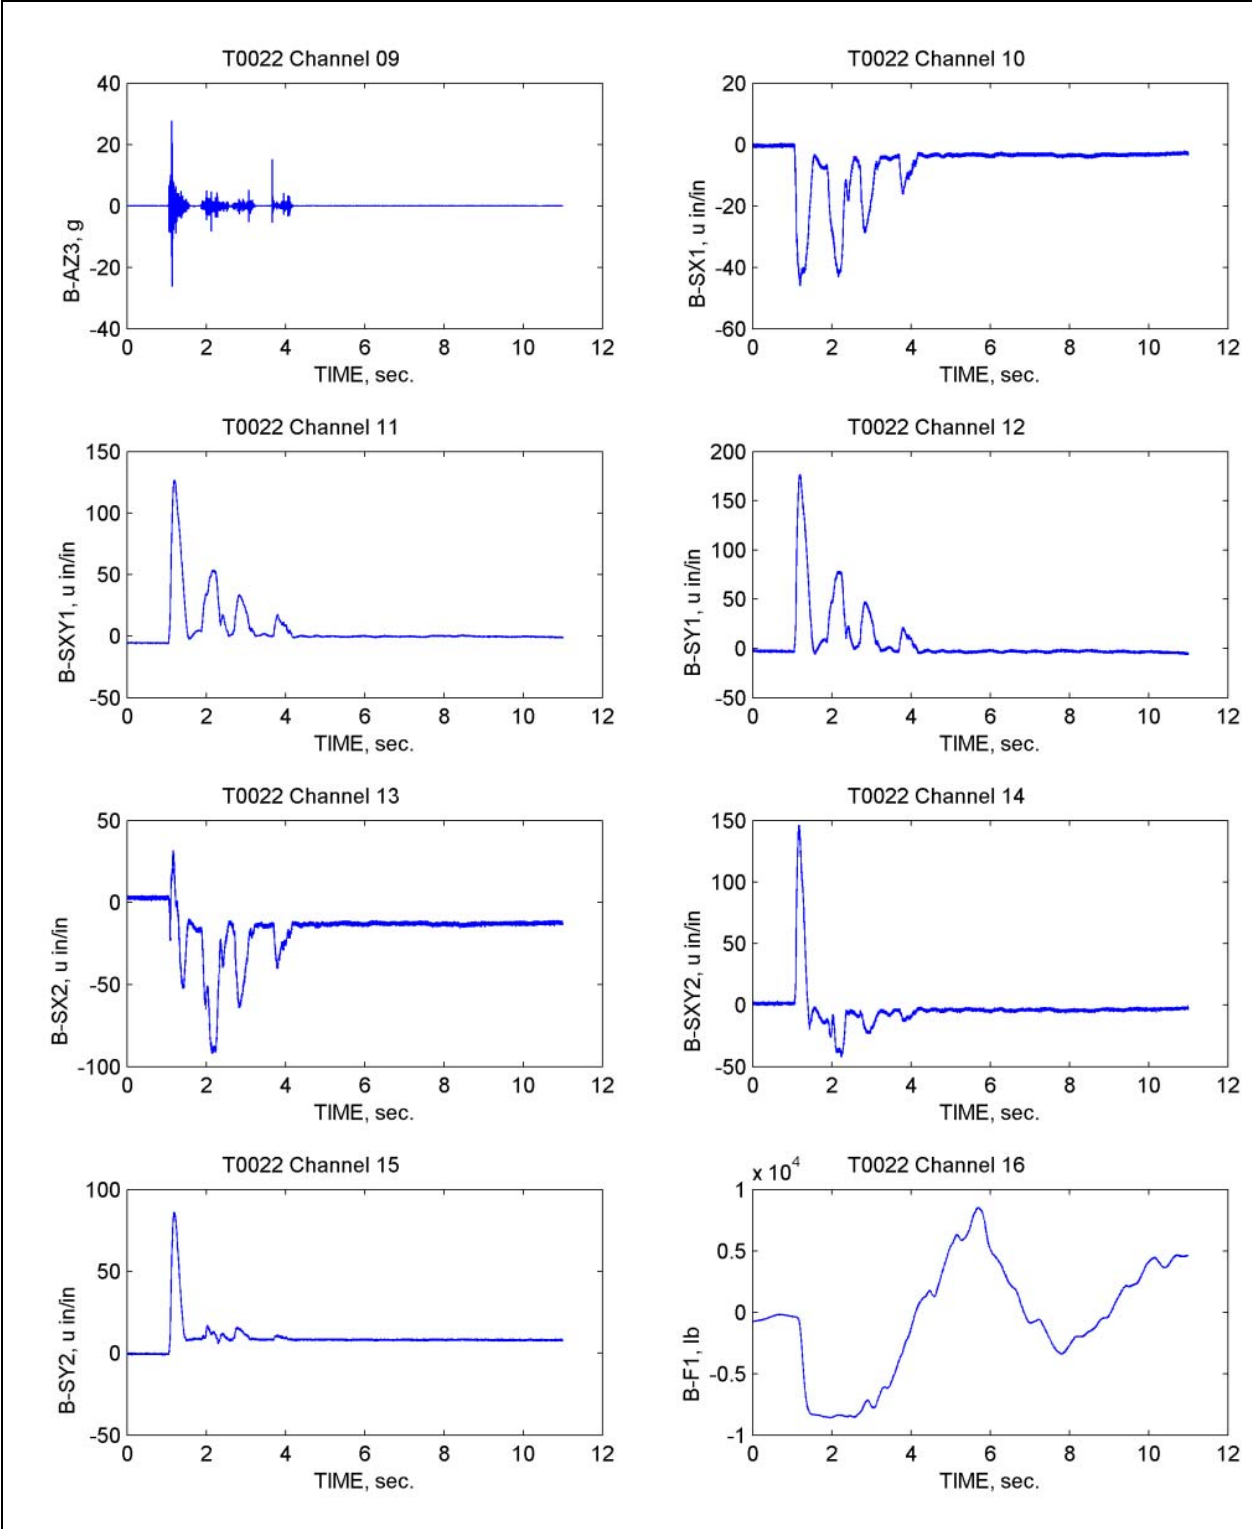 T0022 Channel 09
B-AZ3, g
40
20
0
-20
-40
0 2 4 6 8 10 12
TIME, sec.
T0022 Channel 10
B-SX1, u in/in
20
0
-20
-40
-60
0 2 4 6 8 10 12
TIME, sec.
T0022 Channel 11
B-SXY1, u in/in
150
100
50
0
-50
0 2 4 6 8 10 12
TIME, sec.
T0022 Channel 12
B-SY1, u in/in
200
150
100
50
0
-50
0 2 4 6 8 10 12
TIME, sec.
T0022 Channel 13
B-SX2, u in/in
50
0
-50
-100
0 2 4 6 8 10 12
TIME, sec.
T0022 Channel 14
B-SXY2, u in/in
150
100
50
0
-50
0 2 4 6 8 10 12
TIME, sec.
T0022 Channel 15
B-SY2, u in/in
100
50
0
-50
0 2 4 6 8 10 12
TIME, sec.
T0022 Channel 16
x 10^4
B-F1, lb
1
0.5
0
-0.5
-1
0 2 4 6 8 10 12
TIME, sec.